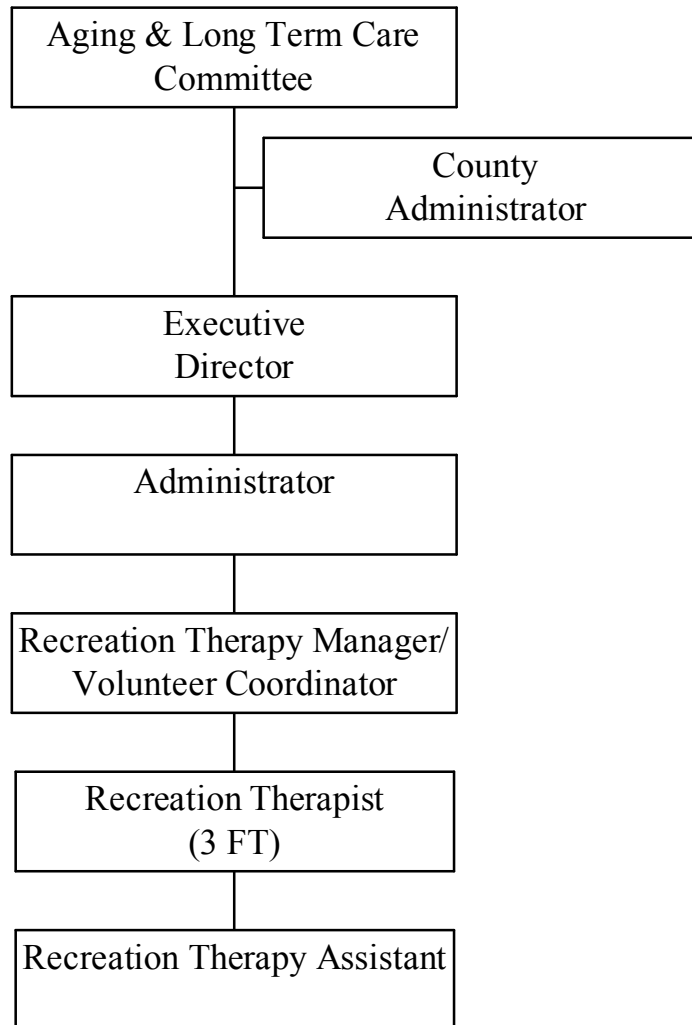 Aging & Long Term Care
Committee
County
Administrator
Executive
Director
Administrator
Recreation Therapy Manager/
Volunteer Coordinator
Recreation Therapist
(3 FT)
Recreation Therapy Assistant